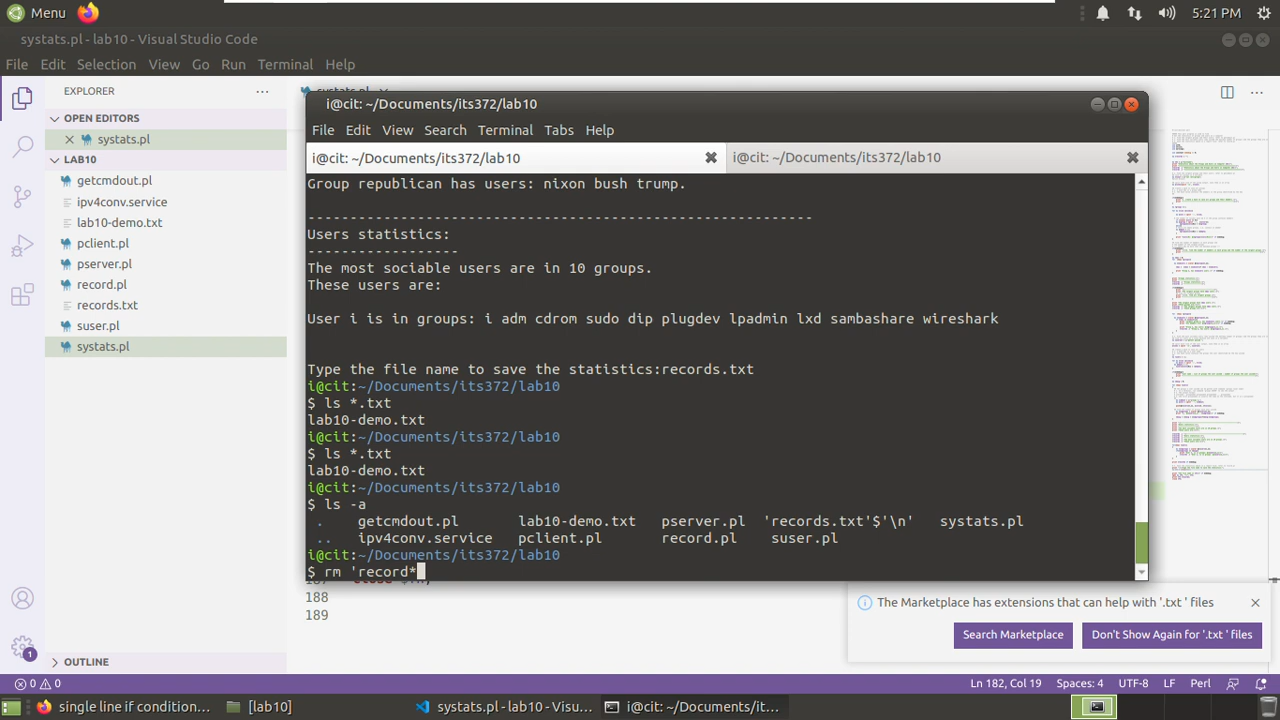 Menu
5:21 PM
systats.pl - lab10 - Visual Studio Code
File Edit Selection View Go Run Terminal Help
EXPLORER
OPEN EDITORS
systats.pl
LAB10
getcmdout.pl
ipv4conv.service
lab10-demo.txt
pclient.pl
pserver.pl
record.pl
records.txt
suser.pl
systats.pl
OUTLINE
i@cit: ~/Documents/its372/lab10
File Edit View Search Terminal Tabs Help
i@cit: ~/Documents/its372/lab10
i@cit: ~/Documents/its372/lab10
Group republican has users: nixon bush trump.
------------------------------------------------------------
Users statistics:
------------------
The most sociable users are in 10 groups.
These users are:
User i is in groups: adm cdrom sudo dip plugdev lpadmin lxd sambashare wireshark
Type the file name to save the statistics:records.txt
i@cit:~/Documents/its372/lab10
$ ls *.txt
lab10-demo.txt
i@cit:~/Documents/its372/lab10
$ ls *.txt
lab10-demo.txt
i@cit:~/Documents/its372/lab10
$ ls -a
. getcmdout.pl lab10-demo.txt pserver.pl 'records.txt'$'\n' systats.pl
.. ipv4conv.service pclient.pl record.pl suser.pl
i@cit:~/Documents/its372/lab10
$ rm 'record*
188
189
The Marketplace has extensions that can help with '.txt ' files
Search Marketplace
Don't Show Again for '.txt ' files
1
0 0
Ln 182, Col 19 Spaces: 4 UTF-8 LF Perl
single line if condition...
[lab10]
systats.pl - lab10 - Visu...
i@cit: ~/Documents/it...